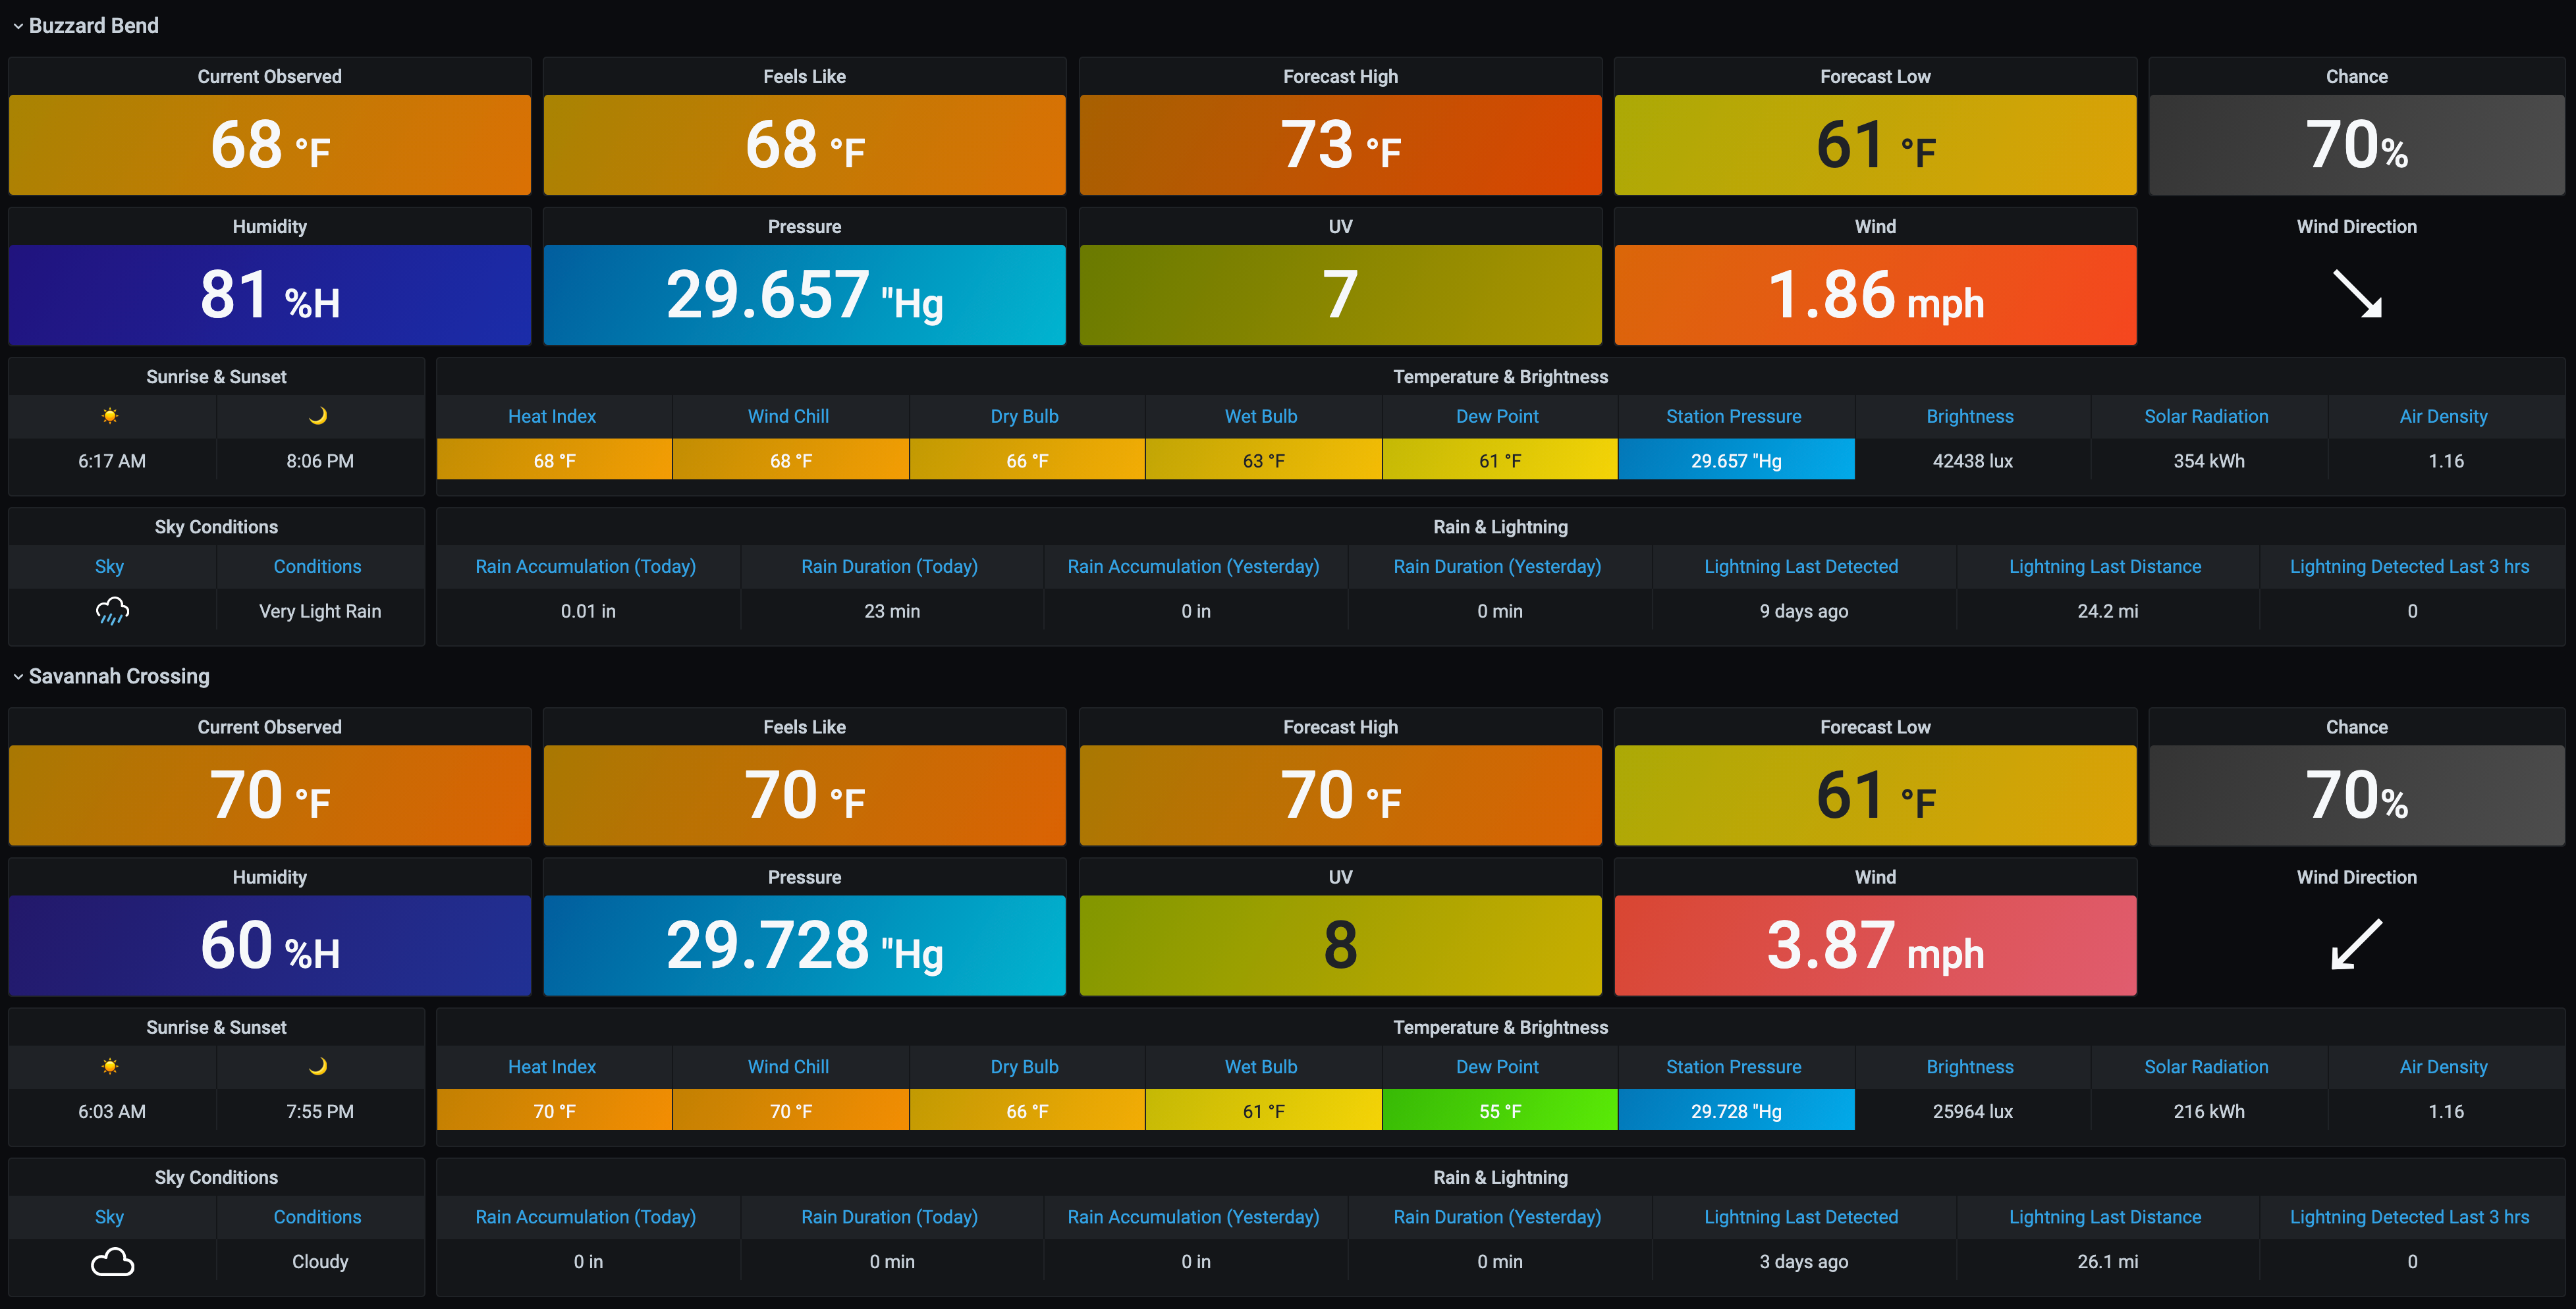 Buzzard Bend
Current Observed Feels Like Forecast High Forecast Low Chance
68 °F 68 °F 73 °F 61 °F 70%
Humidity Pressure UV Wind Wind Direction
81 %H 29.657 "Hg 7 1.86 mph
Sunrise & Sunset Temperature & Brightness
Heat Index Wind Chill Dry Bulb Wet Bulb Dew Point Station Pressure Brightness Solar Radiation Air Density
6:17 AM 8:06 PM 68 °F 68 °F 66 °F 63 °F 61 °F 29.657 "Hg 42438 lux 354 kWh 1.16
Sky Conditions Rain & Lightning
Sky Conditions Rain Accumulation (Today) Rain Duration (Today) Rain Accumulation (Yesterday) Rain Duration (Yesterday) Lightning Last Detected Lightning Last Distance Lightning Detected Last 3 hrs
Very Light Rain 0.01 in 23 min 0 in 0 min 9 days ago 24.2 mi 0
Savannah Crossing
Current Observed Feels Like Forecast High Forecast Low Chance
70 °F 70 °F 70 °F 61 °F 70%
Humidity Pressure UV Wind Wind Direction
60 %H 29.728 "Hg 8 3.87 mph
Sunrise & Sunset Temperature & Brightness
Heat Index Wind Chill Dry Bulb Wet Bulb Dew Point Station Pressure Brightness Solar Radiation Air Density
6:03 AM 7:55 PM 70 °F 70 °F 66 °F 61 °F 55 °F 29.728 "Hg 25964 lux 216 kWh 1.16
Sky Conditions Rain & Lightning
Sky Conditions Rain Accumulation (Today) Rain Duration (Today) Rain Accumulation (Yesterday) Rain Duration (Yesterday) Lightning Last Detected Lightning Last Distance Lightning Detected Last 3 hrs
Cloudy 0 in 0 min 0 in 0 min 3 days ago 26.1 mi 0